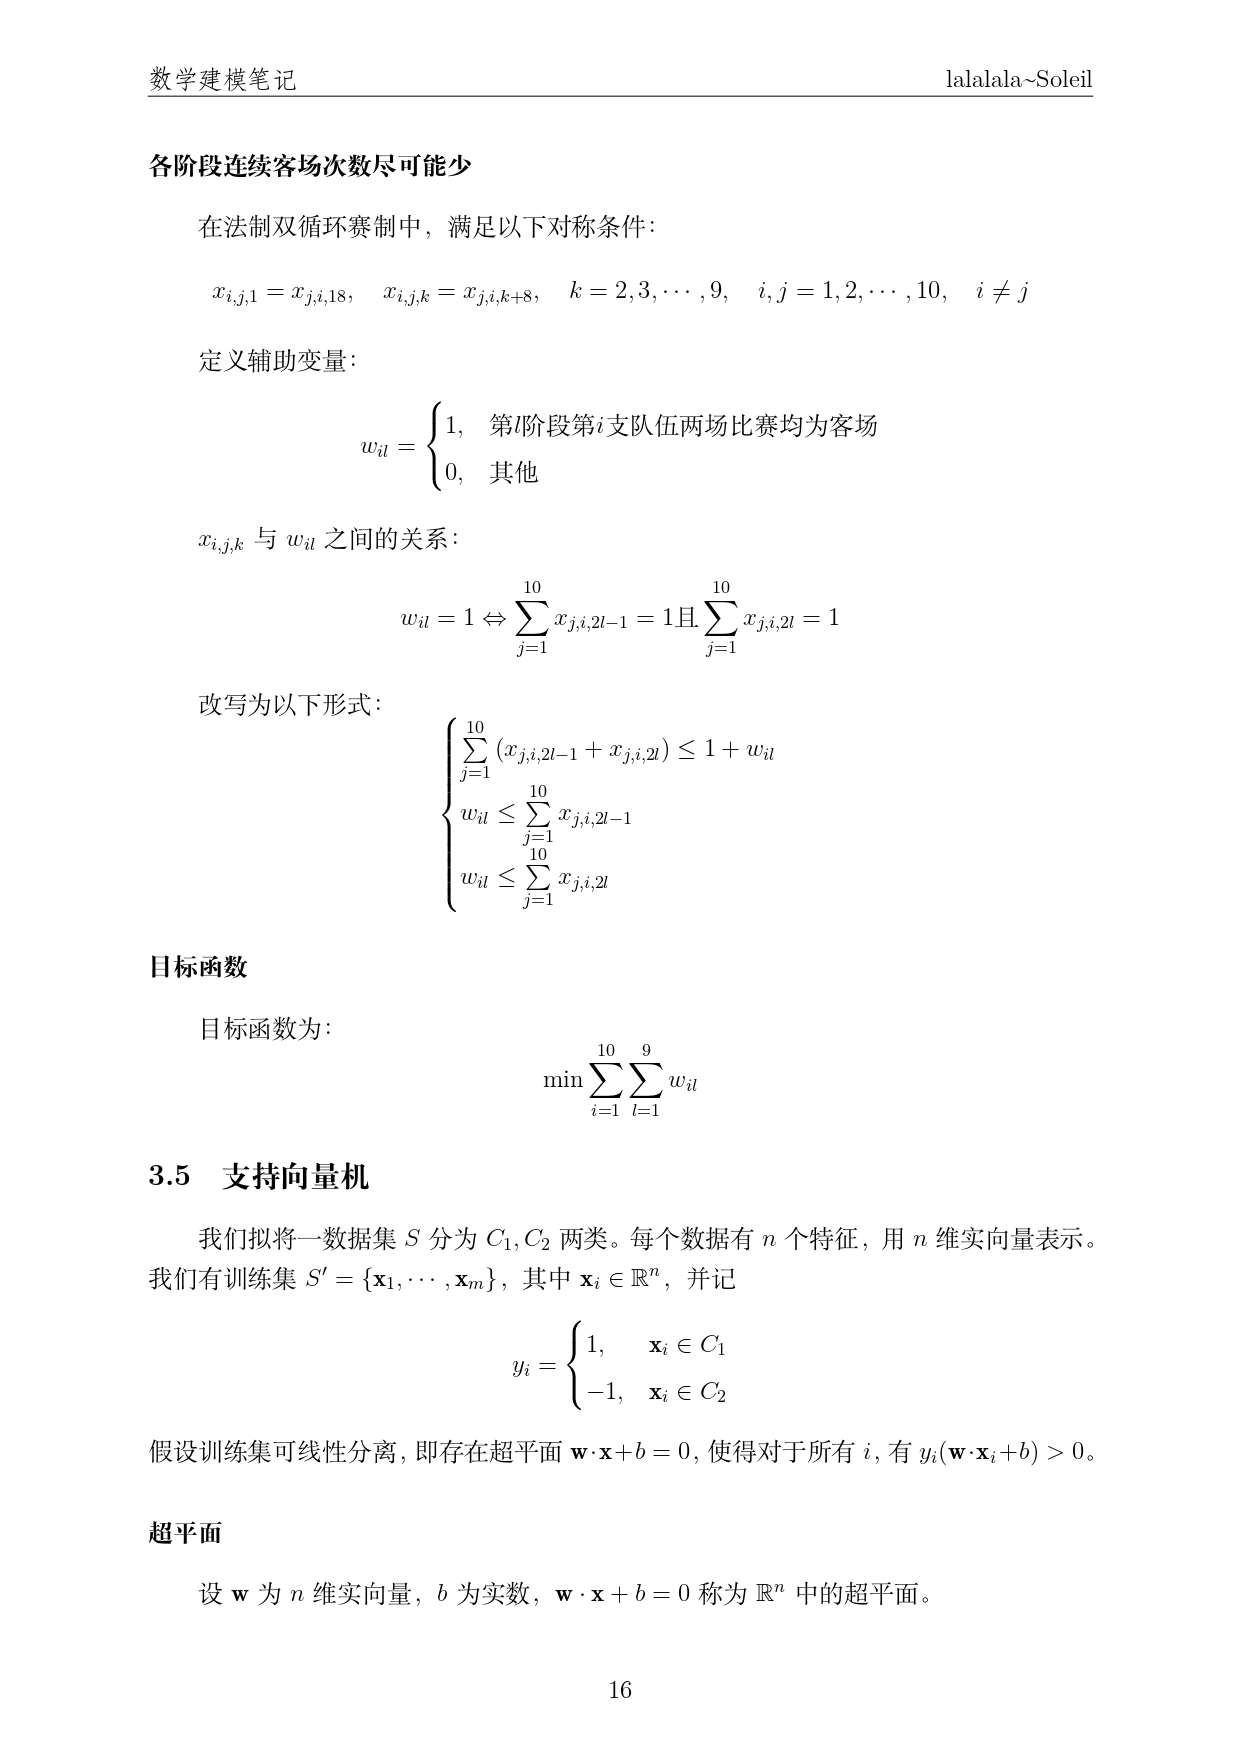 数学建模笔记 lalalala~Soleil
各阶段连续客场次数尽可能少
在法制双循环赛制中，满足以下对称条件：
$x_{i,j,1} = x_{j,i,18}, \quad x_{i,j,k} = x_{j,i,k+8}, \quad k = 2,3,\cdots,9, \quad i,j = 1,2,\cdots,10, \quad i \neq j$
定义辅助变量：
$w_{il} = \begin{cases} 1, & \text{第}l\text{阶段第}i\text{支队伍两场比赛均为客场} \\ 0, & \text{其他} \end{cases}$
$x_{i,j,k}$ 与 $w_{il}$ 之间的关系：
$w_{il} = 1 \Leftrightarrow \sum_{j=1}^{10} x_{j,i,2l-1} = 1 \text{且} \sum_{j=1}^{10} x_{j,i,2l} = 1$
改写为以下形式：
$\begin{cases} \sum_{j=1}^{10} (x_{j,i,2l-1} + x_{j,i,2l}) \leq 1 + w_{il} \\ w_{il} \leq \sum_{j=1}^{10} x_{j,i,2l-1} \\ w_{il} \leq \sum_{j=1}^{10} x_{j,i,2l} \end{cases}$
目标函数
目标函数为：
$\min \sum_{i=1}^{10} \sum_{l=1}^{9} w_{il}$
3.5 支持向量机
我们拟将一数据集 $S$ 分为 $C_1, C_2$ 两类。每个数据有 $n$ 个特征，用 $n$ 维实向量表示。
我们有训练集 $S' = \{\mathbf{x}_1, \cdots, \mathbf{x}_m\}$，其中 $\mathbf{x}_i \in \mathbb{R}^n$，并记
$y_i = \begin{cases} 1, & \mathbf{x}_i \in C_1 \\ -1, & \mathbf{x}_i \in C_2 \end{cases}$
假设训练集可线性分离，即存在超平面 $\mathbf{w} \cdot \mathbf{x} + b = 0$，使得对于所有 $i$，有 $y_i(\mathbf{w} \cdot \mathbf{x}_i + b) > 0$。
超平面
设 $\mathbf{w}$ 为 $n$ 维实向量，$b$ 为实数，$\mathbf{w} \cdot \mathbf{x} + b = 0$ 称为 $\mathbb{R}^n$ 中的超平面。
16